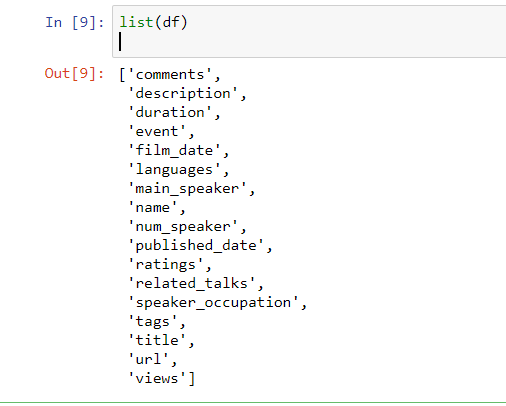 In [9]: list(df)
Out[9]: ['comments',
'description',
'duration',
'event',
'film_date',
'languages',
'main_speaker',
'name',
'num_speaker',
'published_date',
'ratings',
'related_talks',
'speaker_occupation',
'tags',
'title',
'url',
'views']